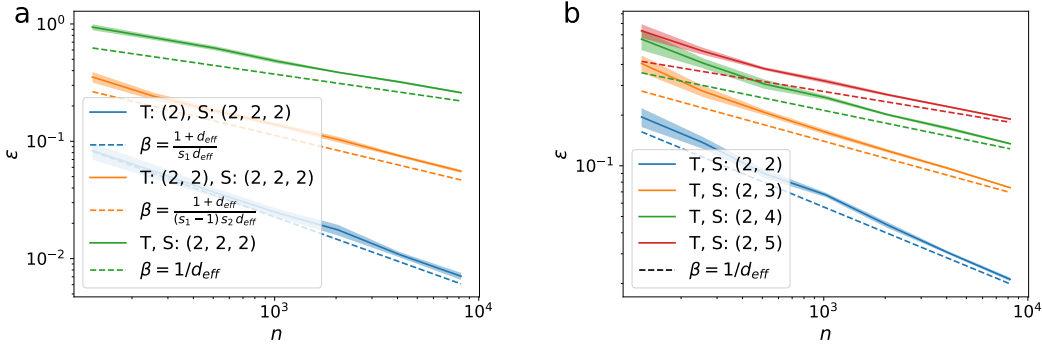 a
10⁰
10⁻¹
10⁻²
ε
T: (2), S: (2, 2, 2)
β = (1 + d_eff)/(s₁ d_eff)
T: (2, 2), S: (2, 2, 2)
β = (1 + d_eff)/((s₁ − 1) s₂ d_eff)
T, S: (2, 2, 2)
β = 1/d_eff
10³
10⁴
n
b
10⁻¹
ε
T, S: (2, 2)
T, S: (2, 3)
T, S: (2, 4)
T, S: (2, 5)
β = 1/d_eff
10³
10⁴
n